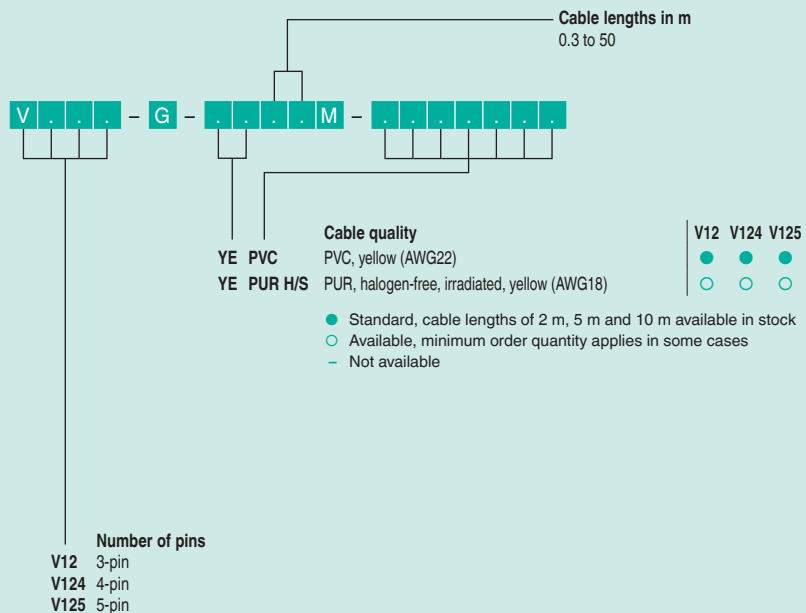 Cable lengths in m
0.3 to 50
V . . . – G – . . . . M – . . . . . . .
Cable quality V12 V124 V125
YE PVC PVC, yellow (AWG22) ● ● ●
YE PUR H/S PUR, halogen-free, irradiated, yellow (AWG18) ○ ○ ○
● Standard, cable lengths of 2 m, 5 m and 10 m available in stock
○ Available, minimum order quantity applies in some cases
– Not available
Number of pins
V12 3-pin
V124 4-pin
V125 5-pin